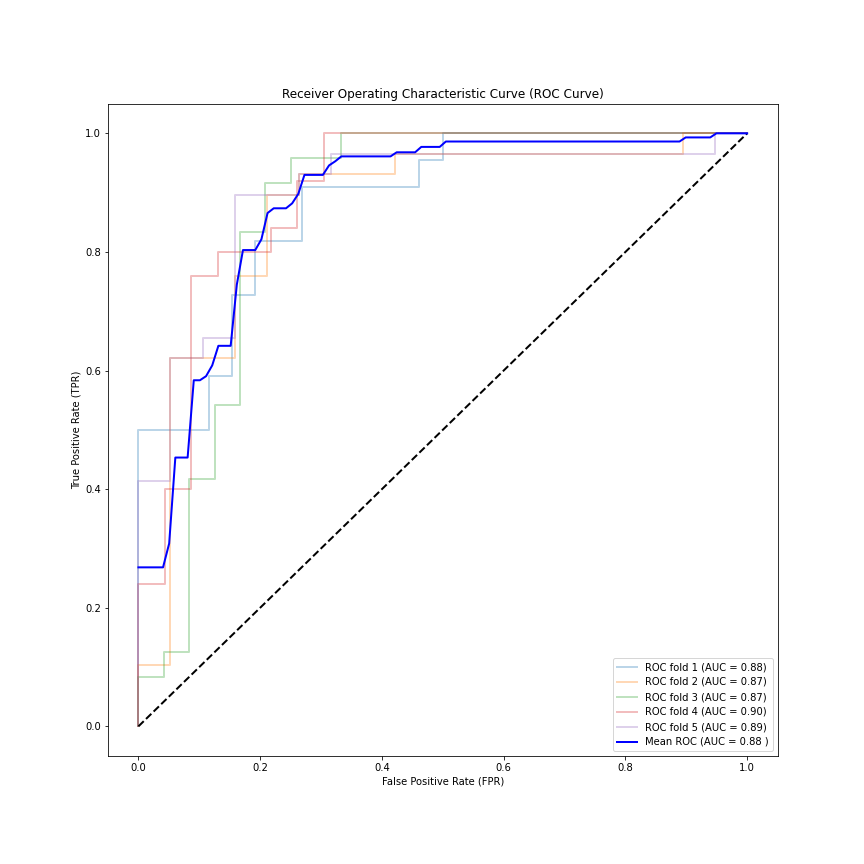 Receiver Operating Characteristic Curve (ROC Curve)
True Positive Rate (TPR)
1.0
0.8
0.6
0.4
0.2
0.0
ROC fold 1 (AUC = 0.88)
ROC fold 2 (AUC = 0.87)
ROC fold 3 (AUC = 0.87)
ROC fold 4 (AUC = 0.90)
ROC fold 5 (AUC = 0.89)
Mean ROC (AUC = 0.88 )
0.0 0.2 0.4 0.6 0.8 1.0
False Positive Rate (FPR)